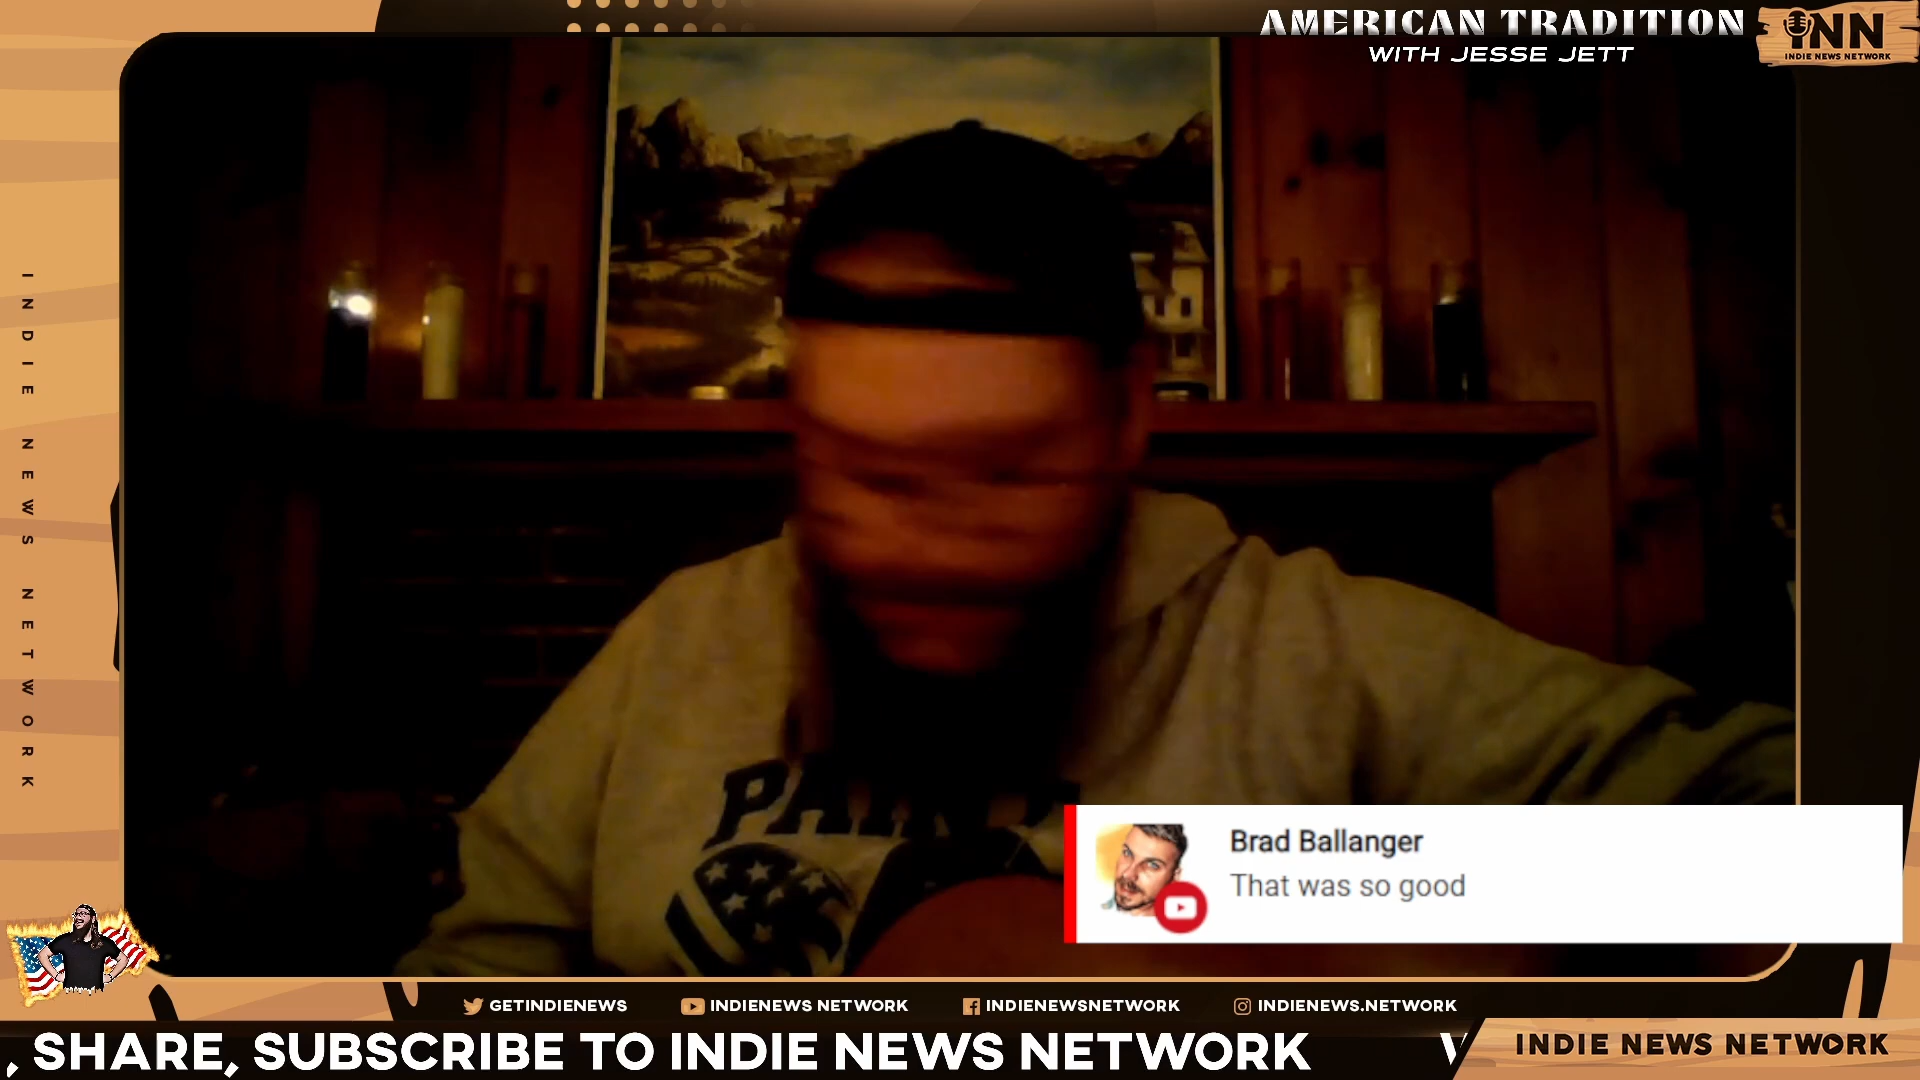 AMERICAN TRADITION
WITH JESSE JETT
INN
INDIE NEWS NETWORK
INDIE NEWS NETWORK
Brad Ballanger
That was so good
GETINDIENEWS
INDIENEWS NETWORK
INDIENEWSNETWORK
INDIENEWS.NETWORK
, SHARE, SUBSCRIBE TO INDIE NEWS NETWORK
INDIE NEWS NETWORK